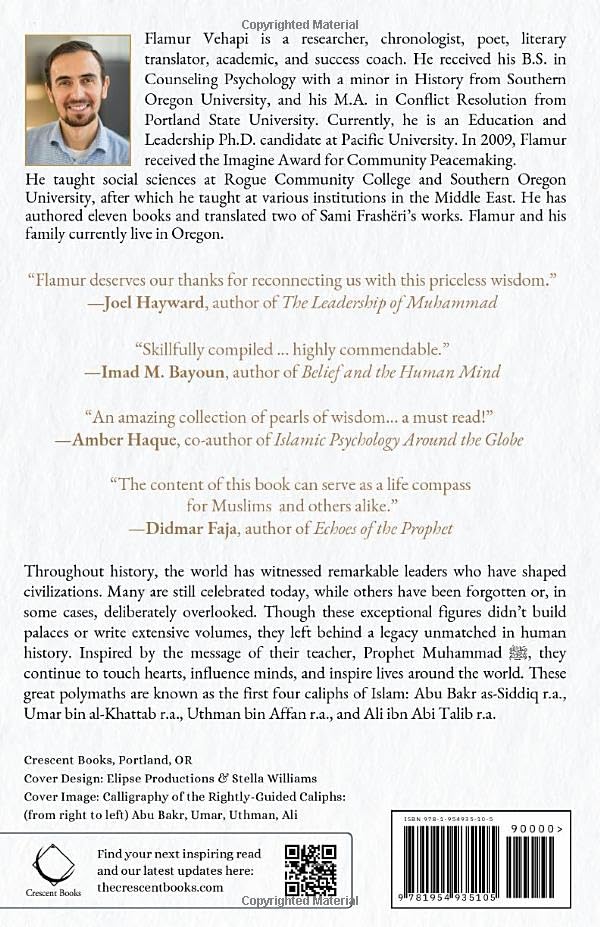 Copyrighted Material
Flamur Vehapi is a researcher, chronologist, poet, literary
translator, academic, and success coach. He received his B.S. in
Counseling Psychology with a minor in History from Southern
Oregon University, and his M.A. in Conflict Resolution from
Portland State University. Currently, he is an Education and
Leadership Ph.D. candidate at Pacific University. In 2009, Flamur
received the Imagine Award for Community Peacemaking.
He taught social sciences at Rogue Community College and Southern Oregon
University, after which he taught at various institutions in the Middle East. He has
authored eleven books and translated two of Sami Frashëri's works. Flamur and his
family currently live in Oregon.
“Flamur deserves our thanks for reconnecting us with this priceless wisdom.”
—Joel Hayward, author of The Leadership of Muhammad
“Skillfully compiled ... highly commendable.”
—Imad M. Bayoun, author of Belief and the Human Mind
“An amazing collection of pearls of wisdom... a must read!”
—Amber Haque, co-author of Islamic Psychology Around the Globe
“The content of this book can serve as a life compass
for Muslims and others alike.”
—Didmar Faja, author of Echoes of the Prophet
Throughout history, the world has witnessed remarkable leaders who have shaped
civilizations. Many are still celebrated today, while others have been forgotten or, in
some cases, deliberately overlooked. Though these exceptional figures didn't build
palaces or write extensive volumes, they left behind a legacy unmatched in human
history. Inspired by the message of their teacher, Prophet Muhammad ﷺ, they
continue to touch hearts, influence minds, and inspire lives around the world. These
great polymaths are known as the first four caliphs of Islam: Abu Bakr as-Siddiq r.a.,
Umar bin al-Khattab r.a., Uthman bin Affan r.a., and Ali ibn Abi Talib r.a.
Crescent Books, Portland, OR
Cover Design: Elipse Productions & Stella Williams
Cover Image: Calligraphy of the Rightly-Guided Caliphs:
(from right to left) Abu Bakr, Umar, Uthman, Ali
Crescent Books
Find your next inspiring read
and our latest updates here:
thecrescentbooks.com
ISBN 978-1-954935-10-5
90000>
9 781954 935105
Copyrighted Material